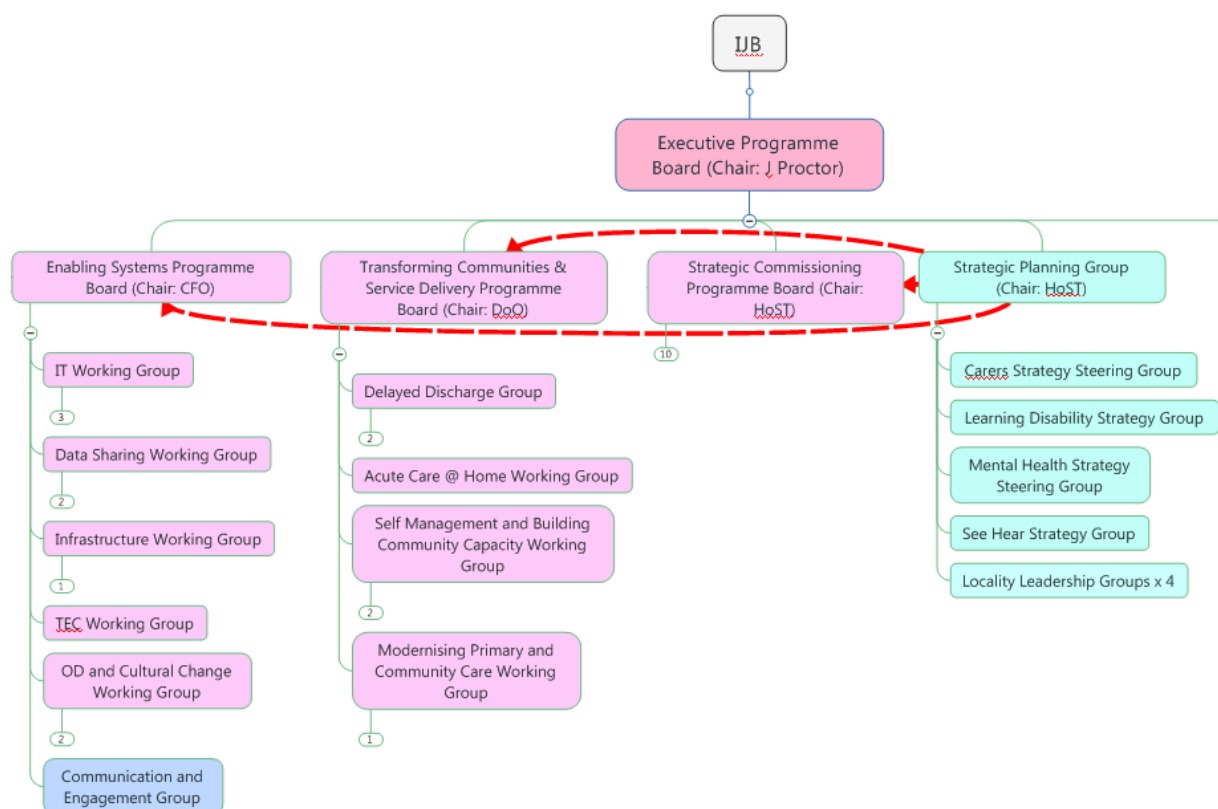 IJB
Executive Programme
Board (Chair: J Proctor)
Enabling Systems Programme
Board (Chair: CFO)
Transforming Communities &
Service Delivery Programme
Board (Chair: DoO)
Strategic Commissioning
Programme Board (Chair:
HoST)
Strategic Planning Group
(Chair: HoST)
IT Working Group
3
Data Sharing Working Group
2
Infrastructure Working Group
1
TEC Working Group
OD and Cultural Change
Working Group
2
Communication and
Engagement Group
Delayed Discharge Group
2
Acute Care @ Home Working Group
Self Management and Building
Community Capacity Working
Group
2
Modernising Primary and
Community Care Working
Group
1
10
Carers Strategy Steering Group
Learning Disability Strategy Group
Mental Health Strategy
Steering Group
See Hear Strategy Group
Locality Leadership Groups x 4